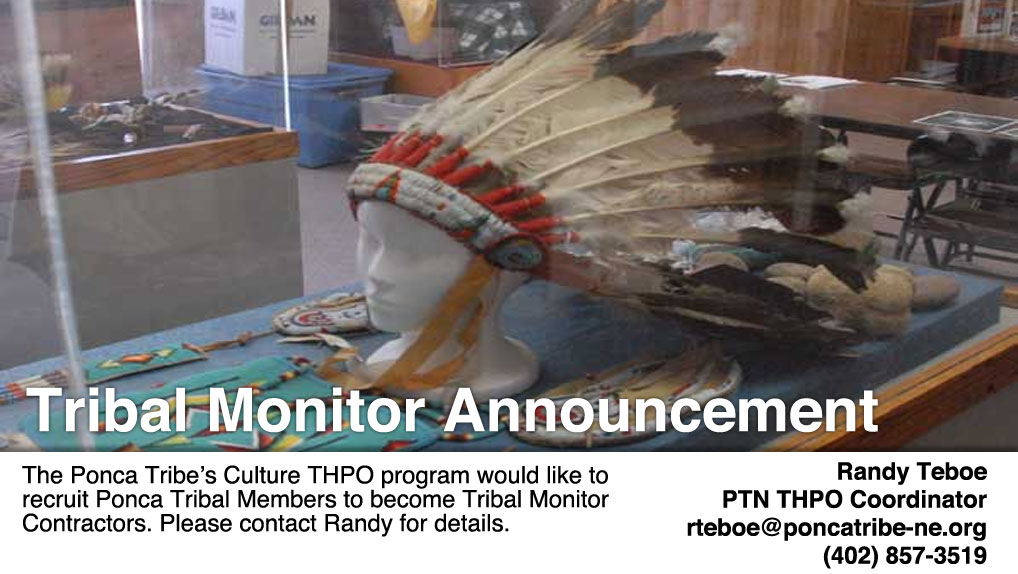 GILDAN
Tribal Monitor Announcement
The Ponca Tribe's Culture THPO program would like to
recruit Ponca Tribal Members to become Tribal Monitor
Contractors. Please contact Randy for details.
Randy Teboe
PTN THPO Coordinator
rteboe@poncatribe-ne.org
(402) 857-3519